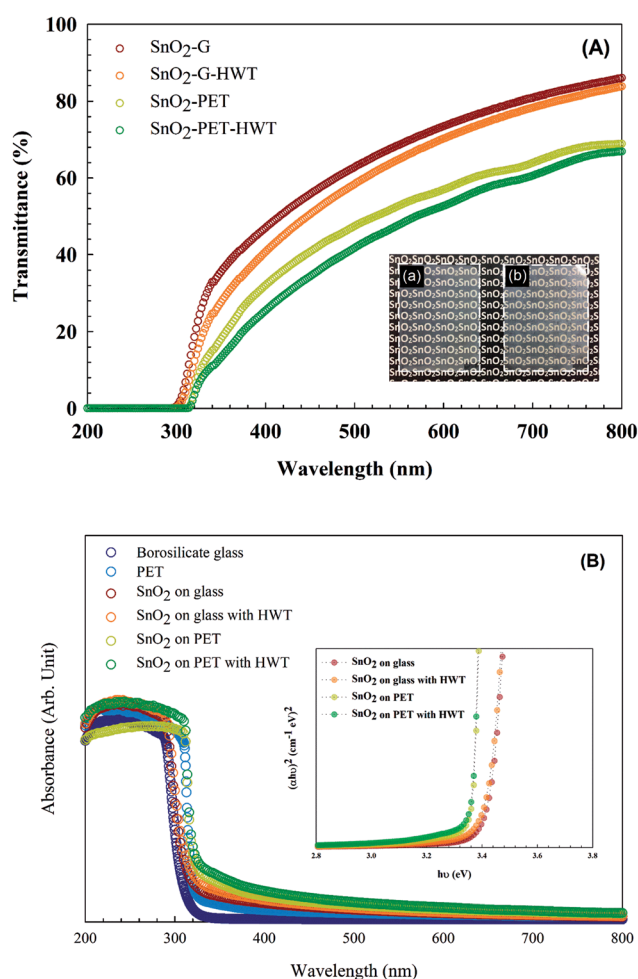 100
80
60
40
20
0
Transmittance (%)
(A)
SnO2-G
SnO2-G-HWT
SnO2-PET
SnO2-PET-HWT
(a)
(b)
200 300 400 500 600 700 800
Wavelength (nm)
(B)
Borosilicate glass
PET
SnO2 on glass
SnO2 on glass with HWT
SnO2 on PET
SnO2 on PET with HWT
Absorbance (Arb. Unit)
SnO2 on glass
SnO2 on glass with HWT
SnO2 on PET
SnO2 on PET with HWT
(αhυ)2 (cm-1 eV)2
2.8 3.0 3.2 3.4 3.6 3.8
hυ (eV)
200 300 400 500 600 700 800
Wavelength (nm)